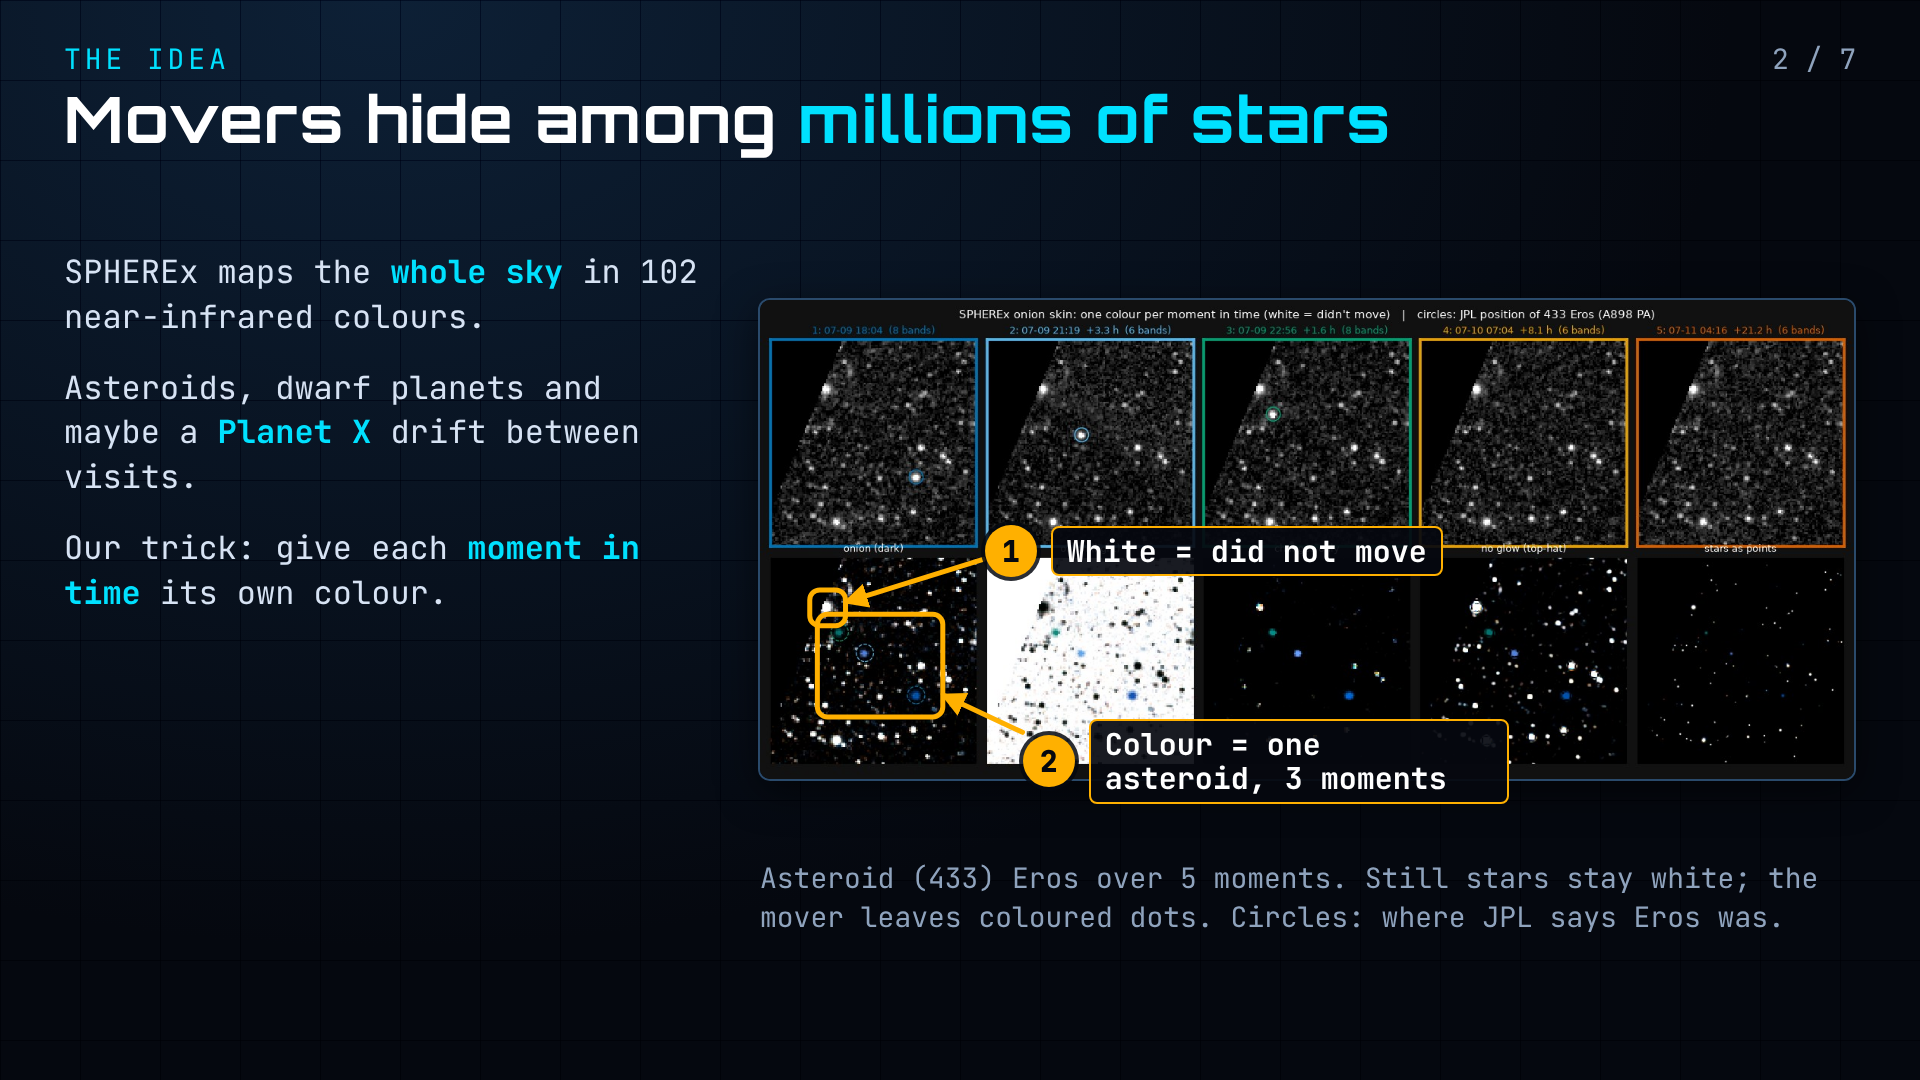 THE IDEA
2 / 7
Movers hide among millions of stars
SPHEREx maps the whole sky in 102
near-infrared colours.
Asteroids, dwarf planets and
maybe a Planet X drift between
visits.
Our trick: give each moment in
time its own colour.
SPHEREx onion skin: one colour per moment in time (white = didn't move) | circles: JPL position of 433 Eros (A898 PA)
1: 07-09 18:04 (8 bands)
2: 07-09 21:19 +3.3 h (6 bands)
3: 07-09 22:56 +1.6 h (8 bands)
4: 07-10 07:04 +8.1 h (6 bands)
5: 07-11 04:16 +21.2 h (6 bands)
onion (dark)
no glow (top-hat)
stars as points
1
White = did not move
2
Colour = one
asteroid, 3 moments
Asteroid (433) Eros over 5 moments. Still stars stay white; the
mover leaves coloured dots. Circles: where JPL says Eros was.